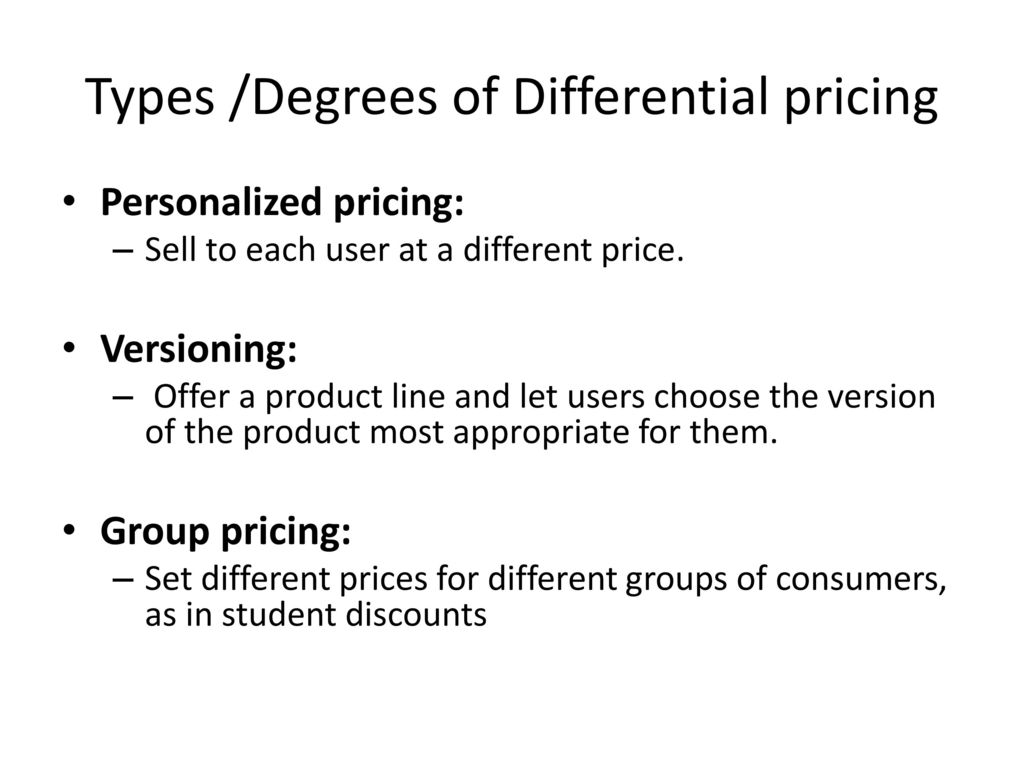 Types /Degrees of Differential pricing
• Personalized pricing:
– Sell to each user at a different price.
• Versioning:
– Offer a product line and let users choose the version
of the product most appropriate for them.
• Group pricing:
– Set different prices for different groups of consumers,
as in student discounts